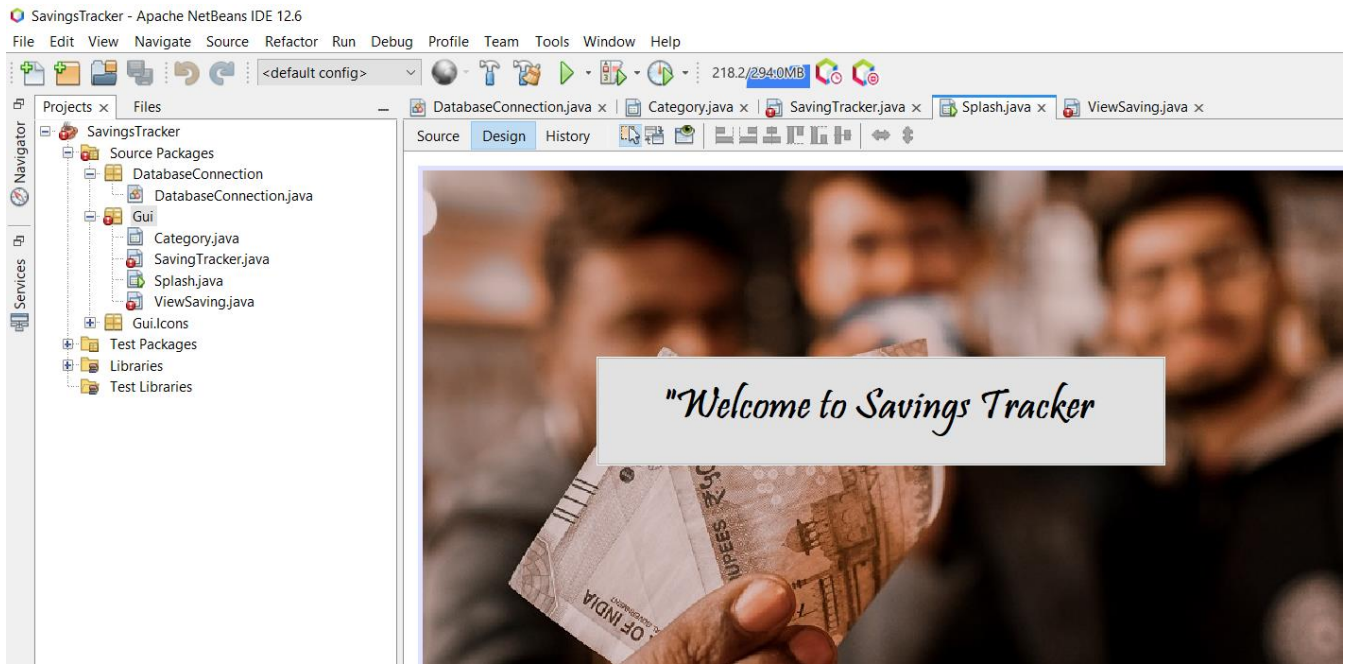 SavingsTracker - Apache NetBeans IDE 12.6
File Edit View Navigate Source Refactor Run Debug Profile Team Tools Window Help
<default config> 218.2/294.0MB
Projects Files
DatabaseConnection.java Category.java SavingTracker.java Splash.java ViewSaving.java
Source Design History
Navigator
Services
SavingsTracker
Source Packages
DatabaseConnection
DatabaseConnection.java
Gui
Category.java
SavingTracker.java
Splash.java
ViewSaving.java
Gui.Icons
Test Packages
Libraries
Test Libraries
"Welcome to Savings Tracker
RUPEES
OF INDIA